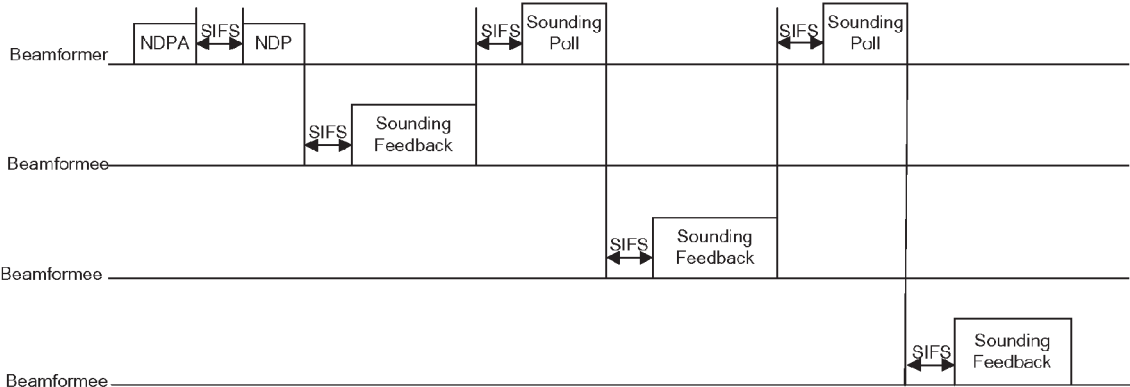 Beamformer
NDPA
SIFS
NDP
SIFS
Sounding
Poll
SIFS
Sounding
Poll
Beamformee
SIFS
Sounding
Feedback
Beamformee
SIFS
Sounding
Feedback
Beamformee
SIFS
Sounding
Feedback